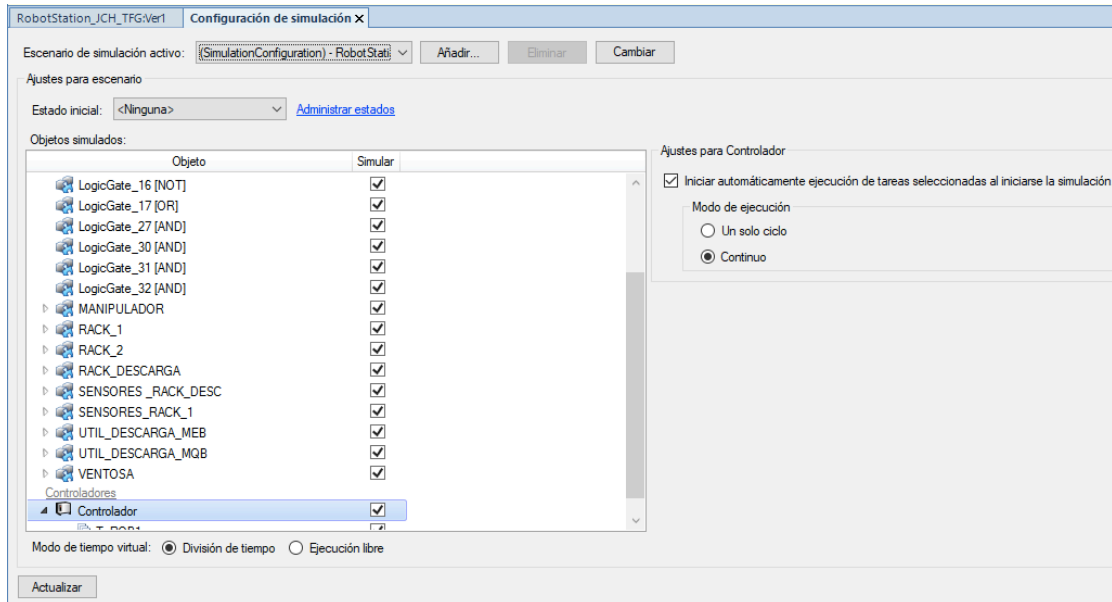 RobotStation_JCH_TFG:Ver1 Configuración de simulación X
Escenario de simulación activo: (SimulationConfiguration) - RobotStati Añadir... Eliminar Cambiar
Ajustes para escenario
Estado inicial: <Ninguna> Administrar estados
Objetos simulados:
Objeto Simular
LogicGate_16 [NOT]
LogicGate_17 [OR]
LogicGate_27 [AND]
LogicGate_30 [AND]
LogicGate_31 [AND]
LogicGate_32 [AND]
MANIPULADOR
RACK_1
RACK_2
RACK_DESCARGA
SENSORES _RACK_DESC
SENSORES_RACK_1
UTIL_DESCARGA_MEB
UTIL_DESCARGA_MQB
VENTOSA
Controladores
Controlador
T_ROB1
Ajustes para Controlador
Iniciar automáticamente ejecución de tareas seleccionadas al iniciarse la simulación
Modo de ejecución
Un solo ciclo
Continuo
Modo de tiempo virtual: División de tiempo Ejecución libre
Actualizar